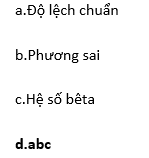 a.Độ lệch chuẩn
b.Phương sai
c.Hệ số bêta
d.abc